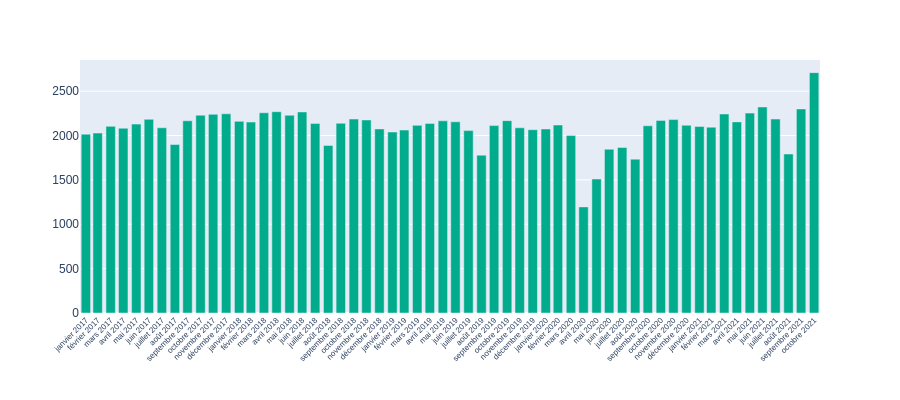 2500
2000
1500
1000
500
0
janvier 2017
février 2017
mars 2017
avril 2017
mai 2017
juin 2017
juillet 2017
août 2017
septembre 2017
octobre 2017
novembre 2017
décembre 2017
janvier 2018
février 2018
mars 2018
avril 2018
mai 2018
juin 2018
juillet 2018
août 2018
septembre 2018
octobre 2018
novembre 2018
décembre 2018
janvier 2019
février 2019
mars 2019
avril 2019
mai 2019
juin 2019
juillet 2019
août 2019
septembre 2019
octobre 2019
novembre 2019
décembre 2019
janvier 2020
février 2020
mars 2020
avril 2020
mai 2020
juin 2020
juillet 2020
août 2020
septembre 2020
octobre 2020
novembre 2020
décembre 2020
janvier 2021
février 2021
mars 2021
avril 2021
mai 2021
juin 2021
juillet 2021
août 2021
septembre 2021
octobre 2021